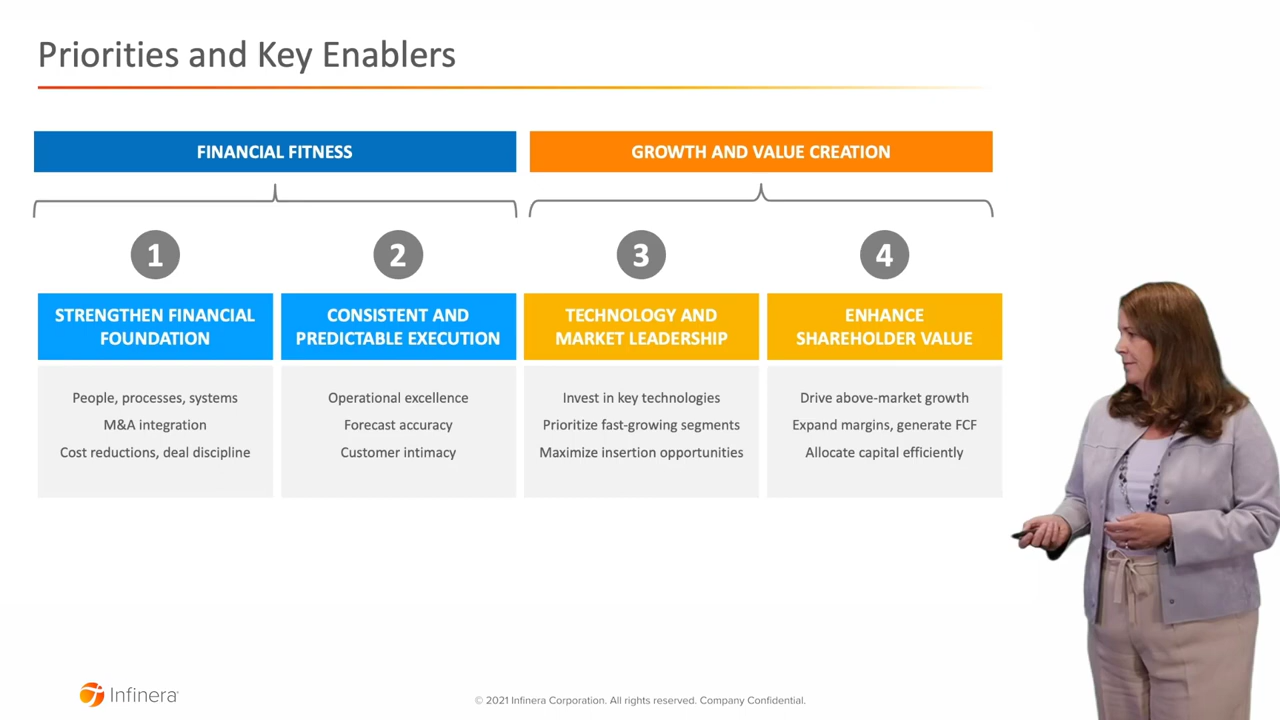 Priorities and Key Enablers
FINANCIAL FITNESS
GROWTH AND VALUE CREATION
1
2
3
4
STRENGTHEN FINANCIAL
FOUNDATION
People, processes, systems
M&A integration
Cost reductions, deal discipline
CONSISTENT AND
PREDICTABLE EXECUTION
Operational excellence
Forecast accuracy
Customer intimacy
TECHNOLOGY AND
MARKET LEADERSHIP
Invest in key technologies
Prioritize fast-growing segments
Maximize insertion opportunities
ENHANCE
SHAREHOLDER VALUE
Drive above-market growth
Expand margins, generate FCF
Allocate capital efficiently
Infinera
© 2021 Infinera Corporation. All rights reserved. Company Confidential.